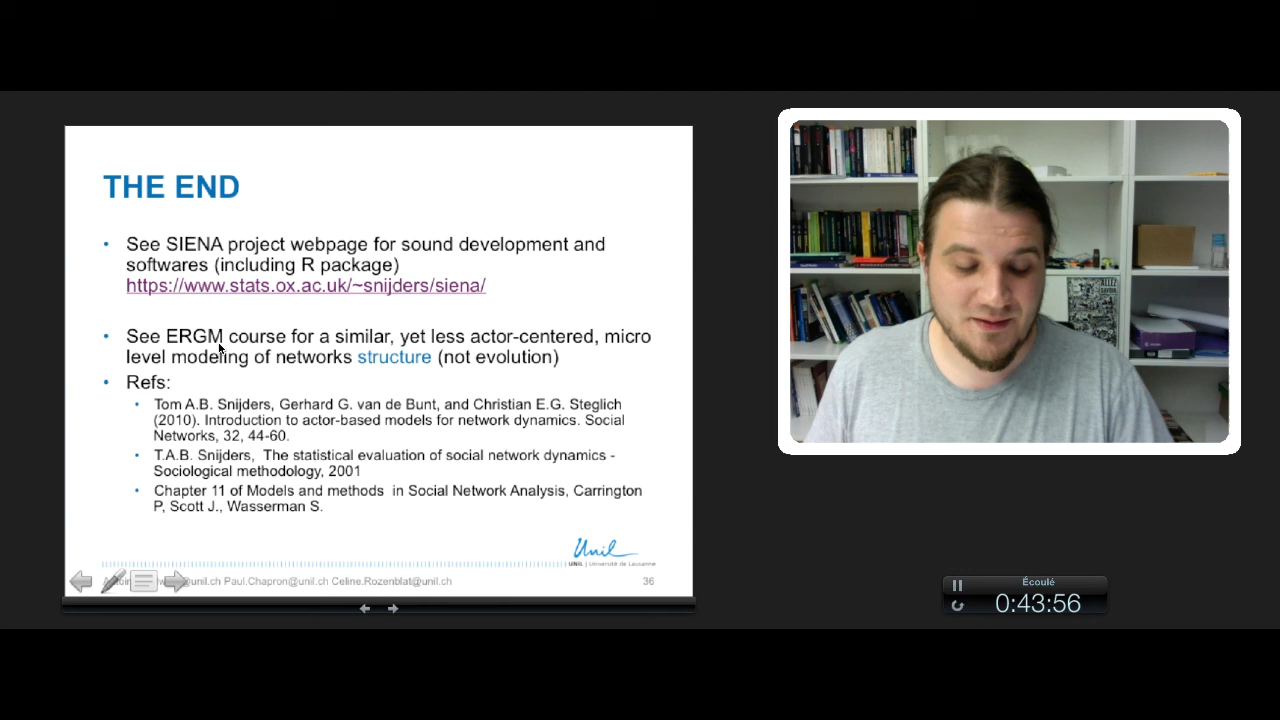 THE END
• See SIENA project webpage for sound development and
softwares (including R package)
https://www.stats.ox.ac.uk/~snijders/siena/
• See ERGM course for a similar, yet less actor-centered, micro
level modeling of networks structure (not evolution)
• Refs:
• Tom A.B. Snijders, Gerhard G. van de Bunt, and Christian E.G. Steglich
(2010). Introduction to actor-based models for network dynamics. Social
Networks, 32, 44-60.
• T.A.B. Snijders, The statistical evaluation of social network dynamics -
Sociological methodology, 2001
• Chapter 11 of Models and methods in Social Network Analysis, Carrington
P, Scott J., Wasserman S.
Unil
UNIL | Université de Lausanne
@unil.ch Paul.Chapron@unil.ch Celine.Rozenblat@unil.ch 36
ALLEZ
SAVOIR
Écoulé
0:43:56